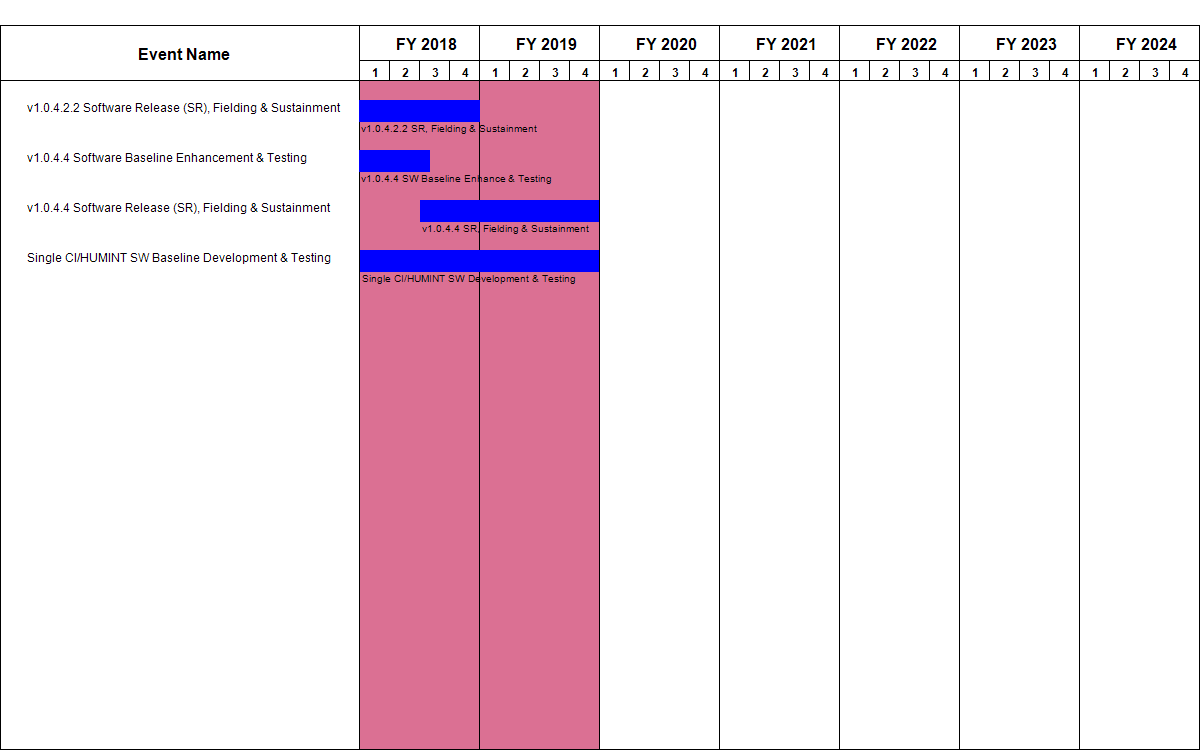 Event Name
FY 2018 FY 2019 FY 2020 FY 2021 FY 2022 FY 2023 FY 2024
1 2 3 4 1 2 3 4 1 2 3 4 1 2 3 4 1 2 3 4 1 2 3 4 1 2 3 4
v1.0.4.2.2 Software Release (SR), Fielding & Sustainment
v1.0.4.2.2 SR, Fielding & Sustainment
v1.0.4.4 Software Baseline Enhancement & Testing
v1.0.4.4 SW Baseline Enhance & Testing
v1.0.4.4 Software Release (SR), Fielding & Sustainment
v1.0.4.4 SR, Fielding & Sustainment
Single CI/HUMINT SW Baseline Development & Testing
Single CI/HUMINT SW Development & Testing